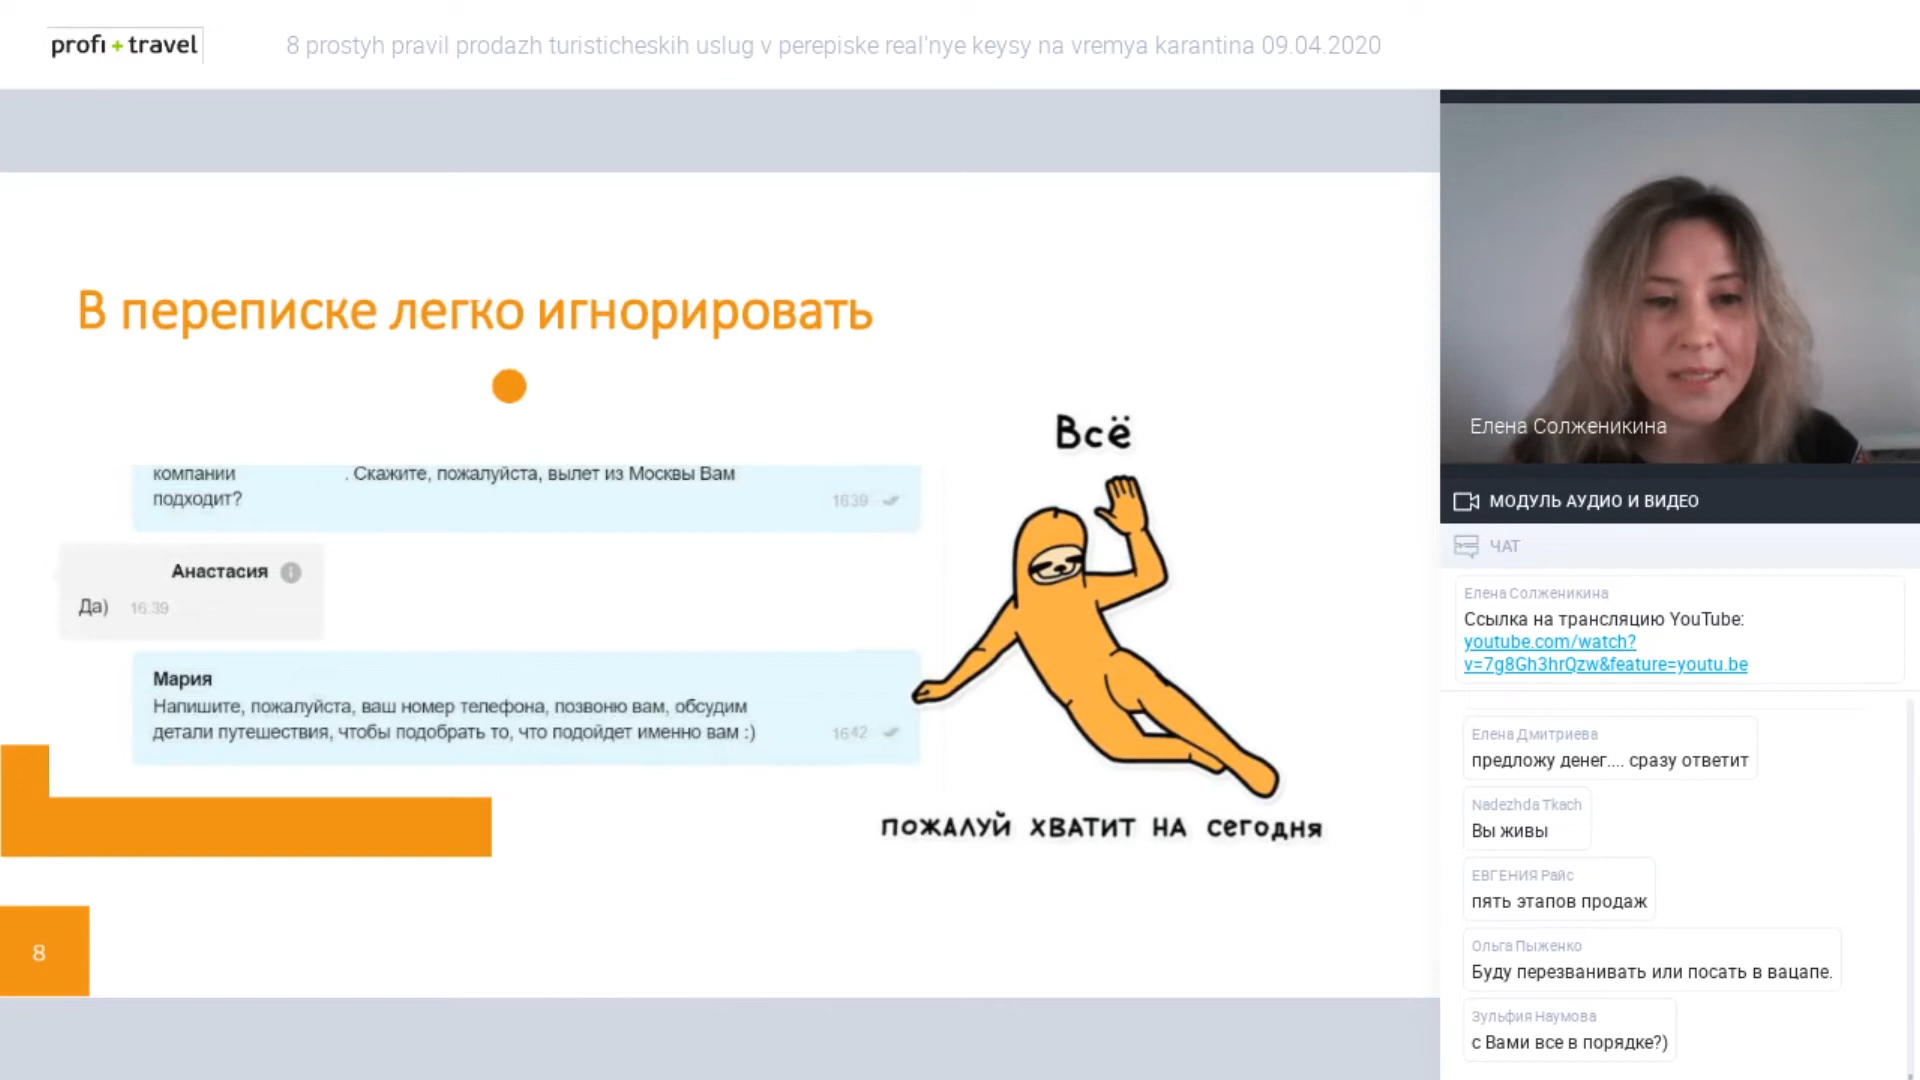 profi + travel
8 prostyh pravil prodazh turisticheskih uslug v perepiske real'nye keysy na vremya karantina 09.04.2020
В переписке легко игнорировать
компании . Скажите, пожалуйста, вылет из Москвы Вам
подходит?
1639
Анастасия
Да) 16:39
Мария
Напишите, пожалуйста, ваш номер телефона, позвоню вам, обсудим
детали путешествия, чтобы подобрать то, что подойдет именно вам :)
1642
Всё
пожалуй хватит на сегодня
8
Елена Солженикина
МОДУЛЬ АУДИО И ВИДЕО
ЧАТ
Елена Солженикина
Ссылка на трансляцию YouTube:
youtube.com/watch?
v=7g8Gh3hrQzw&feature=youtu.be
Елена Дмитриева
предложу денег.... сразу ответит
Nadezhda Tkach
Вы живы
ЕВГЕНИЯ Райс
пять этапов продаж
Ольга Пыженко
Буду перезванивать или посать в вацапе.
Зульфия Наумова
с Вами все в порядке?)